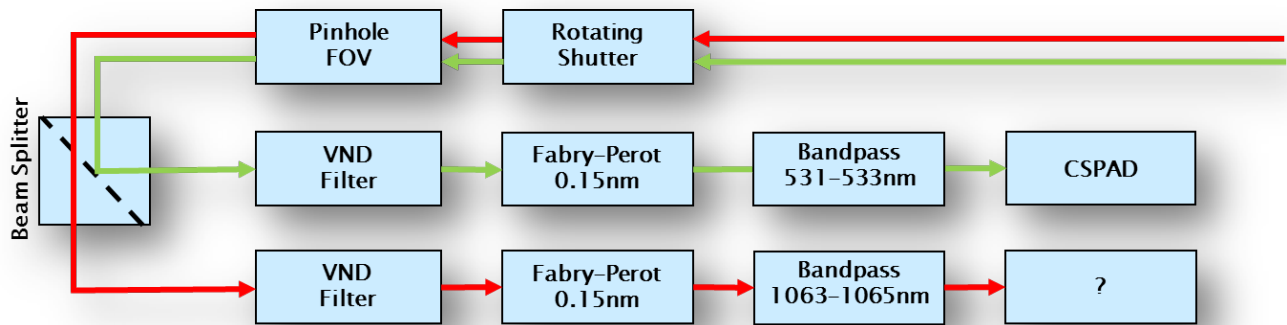 Pinhole
FOV
Rotating
Shutter
Beam Splitter
VND
Filter
Fabry-Perot
0.15nm
Bandpass
531-533nm
CSPAD
VND
Filter
Fabry-Perot
0.15nm
Bandpass
1063-1065nm
?